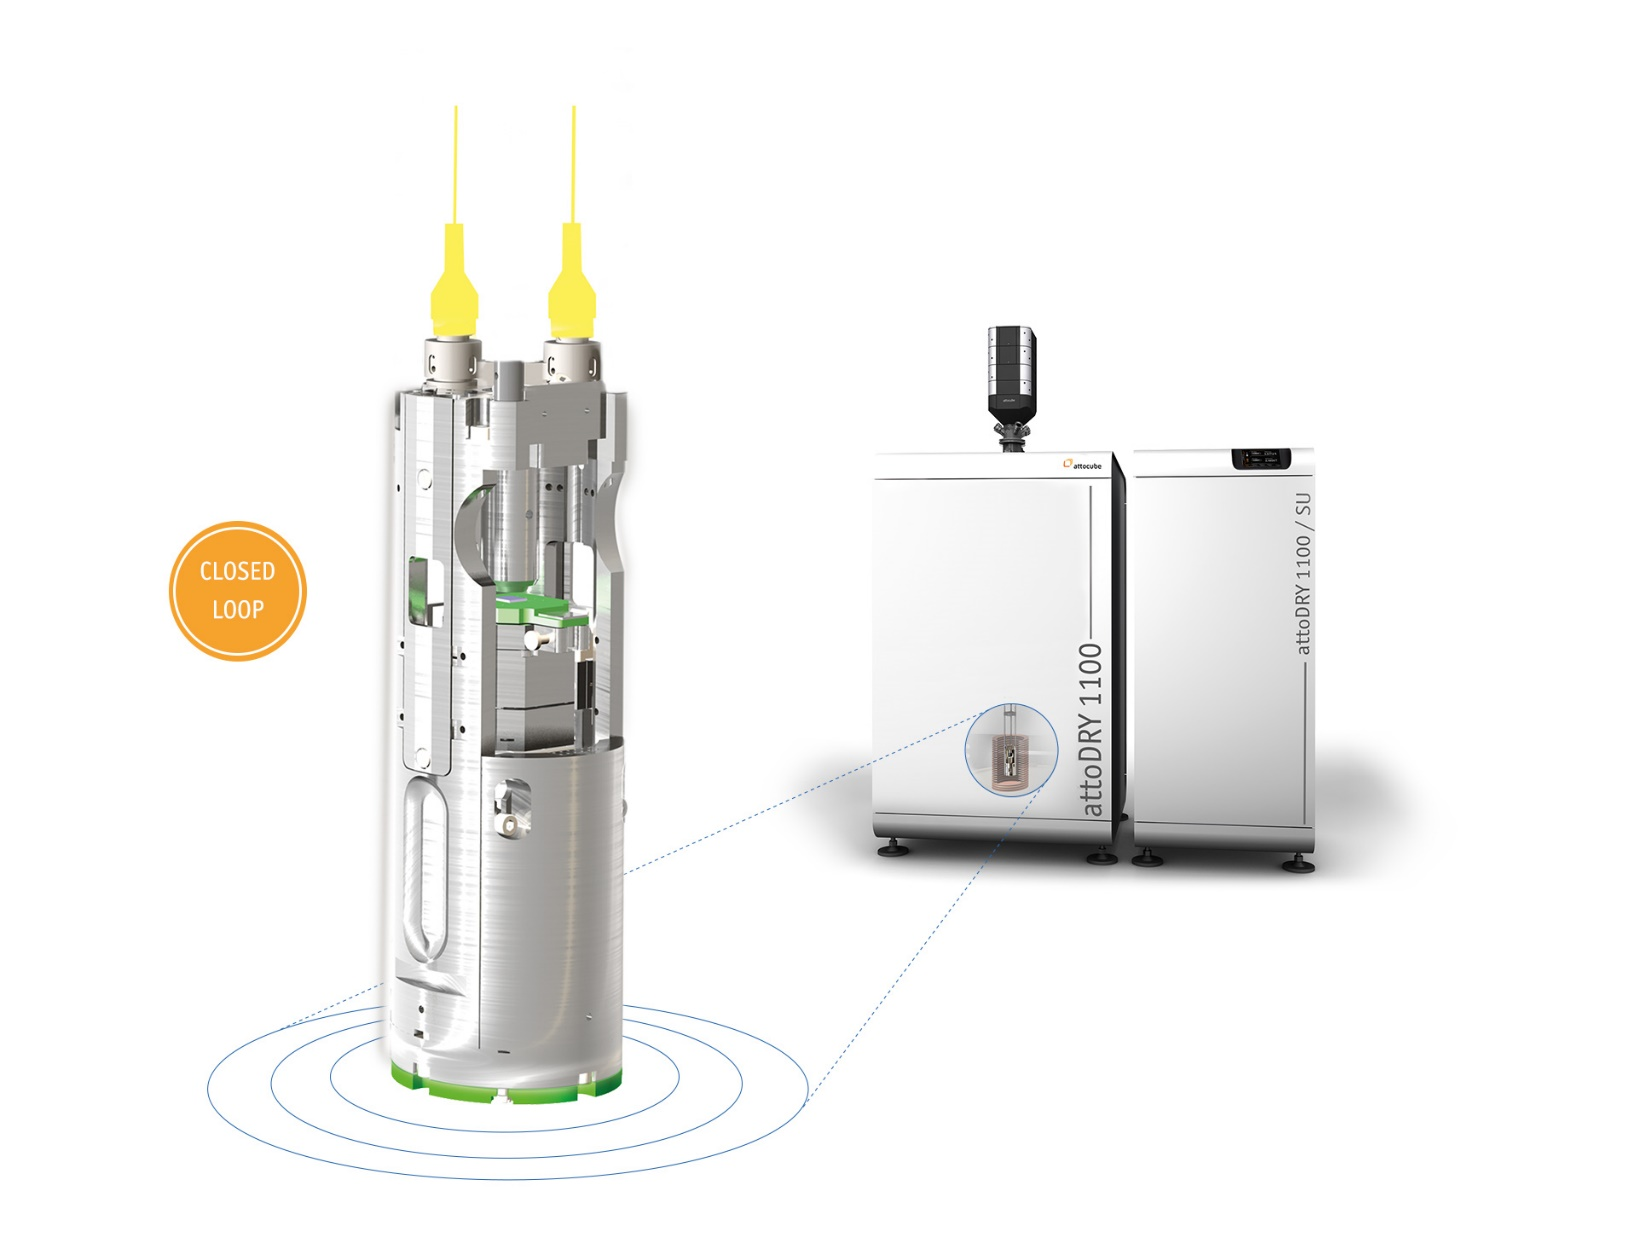 CLOSED
LOOP
attocube
attoDRY 1100
attoDRY 1100 / SU